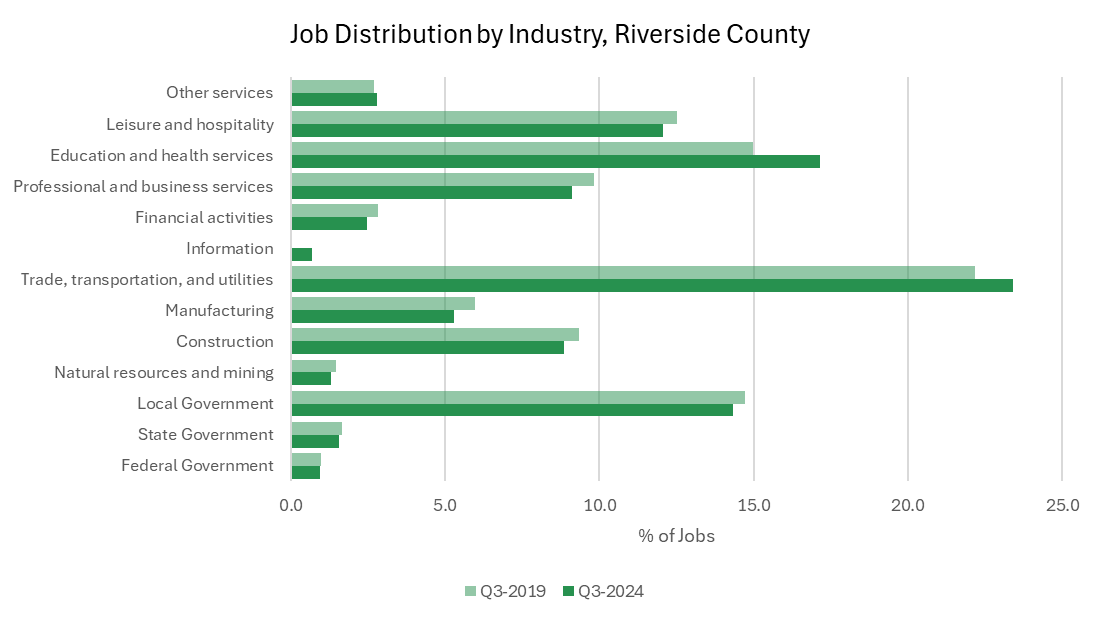 Job Distribution by Industry, Riverside County
Other services
Leisure and hospitality
Education and health services
Professional and business services
Financial activities
Information
Trade, transportation, and utilities
Manufacturing
Construction
Natural resources and mining
Local Government
State Government
Federal Government
0.0 5.0 10.0 15.0 20.0 25.0
% of Jobs
Q3-2019 Q3-2024